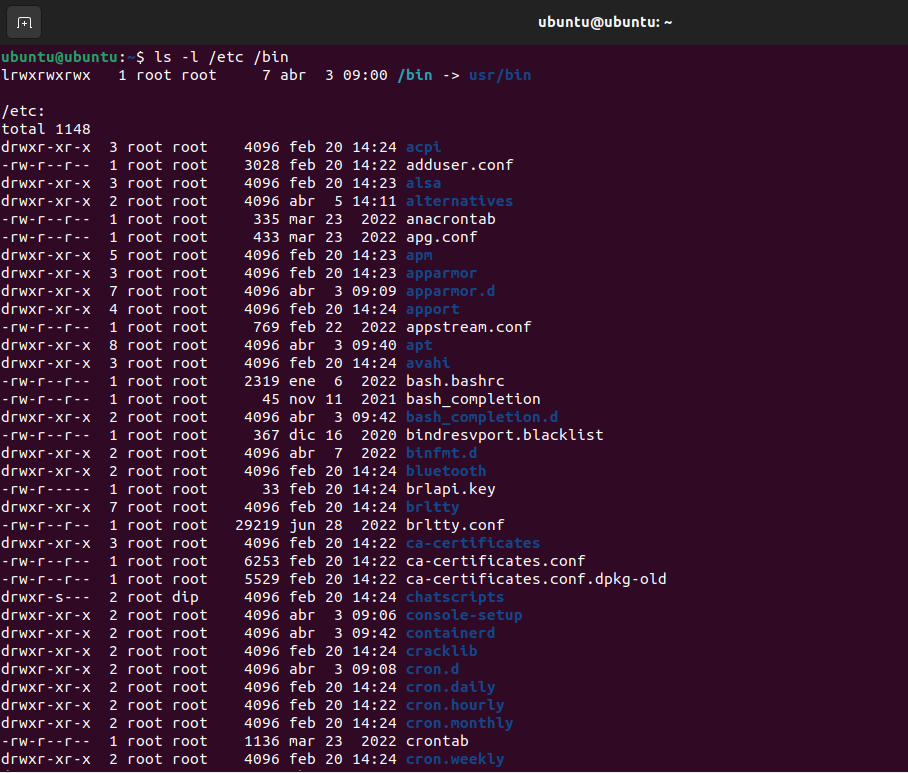 ubuntu@ubuntu: ~
ubuntu@ubuntu:~$ ls -l /etc /bin
lrwxrwxrwx   1 root root     7 abr  3 09:00 /bin -> usr/bin

/etc:
total 1148
drwxr-xr-x  3 root root    4096 feb 20 14:24 acpi
-rw-r--r--  1 root root    3028 feb 20 14:22 adduser.conf
drwxr-xr-x  3 root root    4096 feb 20 14:23 alsa
drwxr-xr-x  2 root root    4096 abr  5 14:11 alternatives
-rw-r--r--  1 root root     335 mar 23  2022 anacrontab
-rw-r--r--  1 root root     433 mar 23  2022 apg.conf
drwxr-xr-x  5 root root    4096 feb 20 14:23 apm
drwxr-xr-x  3 root root    4096 feb 20 14:23 apparmor
drwxr-xr-x  7 root root    4096 abr  3 09:09 apparmor.d
drwxr-xr-x  4 root root    4096 feb 20 14:24 apport
-rw-r--r--  1 root root     769 feb 22  2022 appstream.conf
drwxr-xr-x  8 root root    4096 abr  3 09:40 apt
drwxr-xr-x  3 root root    4096 feb 20 14:24 avahi
-rw-r--r--  1 root root    2319 ene  6  2022 bash.bashrc
-rw-r--r--  1 root root      45 nov 11  2021 bash_completion
drwxr-xr-x  2 root root    4096 abr  3 09:42 bash_completion.d
-rw-r--r--  1 root root     367 dic 16  2020 bindresvport.blacklist
drwxr-xr-x  2 root root    4096 abr  7  2022 binfmt.d
drwxr-xr-x  2 root root    4096 feb 20 14:24 bluetooth
-rw-r-----  1 root root      33 feb 20 14:24 brlapi.key
drwxr-xr-x  7 root root    4096 feb 20 14:24 brltty
-rw-r--r--  1 root root   29219 jun 28  2022 brltty.conf
drwxr-xr-x  3 root root    4096 feb 20 14:22 ca-certificates
-rw-r--r--  1 root root    6253 feb 20 14:22 ca-certificates.conf
-rw-r--r--  1 root root    5529 feb 20 14:22 ca-certificates.conf.dpkg-old
drwxr-s---  2 root dip     4096 feb 20 14:24 chatscripts
drwxr-xr-x  2 root root    4096 abr  3 09:06 console-setup
drwxr-xr-x  2 root root    4096 abr  3 09:42 containerd
drwxr-xr-x  2 root root    4096 feb 20 14:24 cracklib
drwxr-xr-x  2 root root    4096 abr  3 09:08 cron.d
drwxr-xr-x  2 root root    4096 feb 20 14:24 cron.daily
drwxr-xr-x  2 root root    4096 feb 20 14:22 cron.hourly
drwxr-xr-x  2 root root    4096 feb 20 14:24 cron.monthly
-rw-r--r--  1 root root    1136 mar 23  2022 crontab
drwxr-xr-x  2 root root    4096 feb 20 14:24 cron.weekly